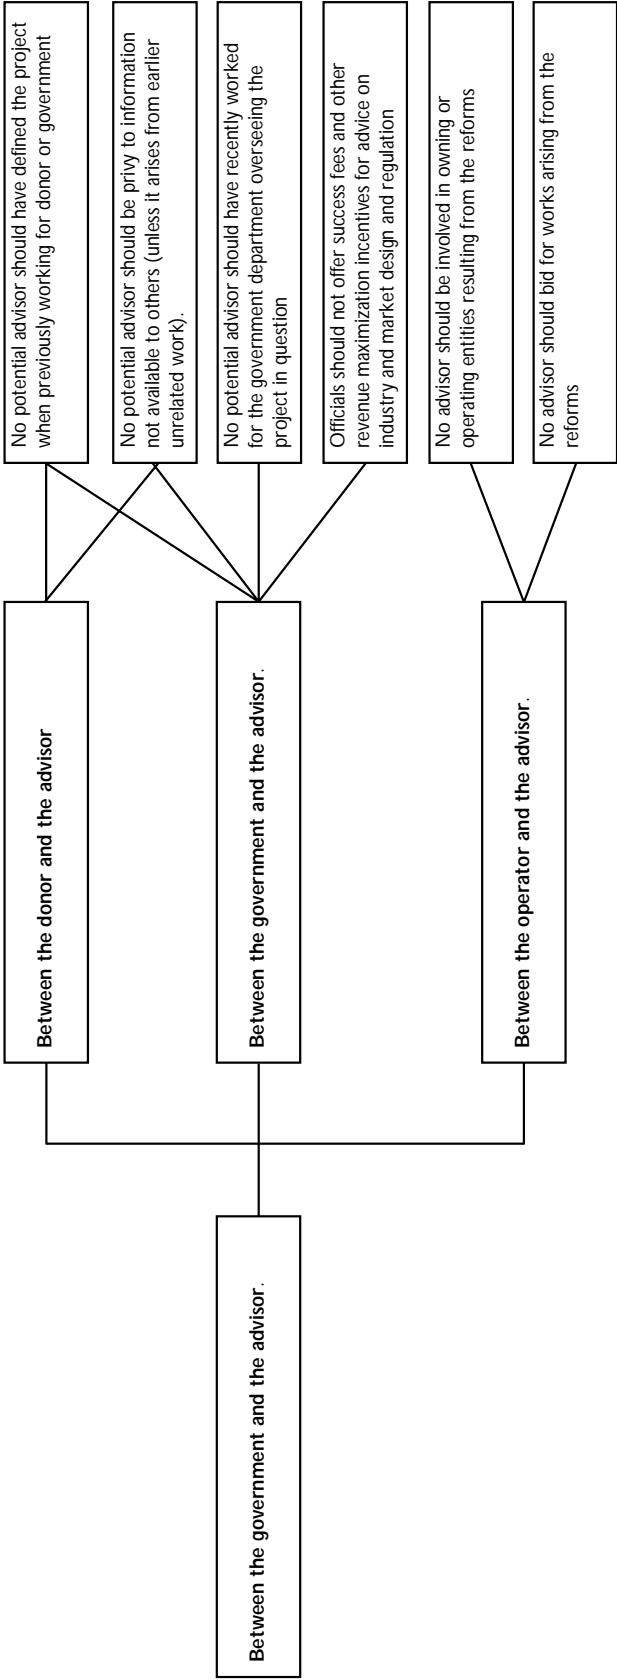 Between the government and the advisor.
Between the donor and the advisor
Between the government and the advisor.
Between the operator and the advisor.
No potential advisor should have defined the project
when previously working for donor or government
No potential advisor should be privy to information
not available to others (unless it arises from earlier
unrelated work).
No potential advisor should have recently worked
for the government department overseeing the
project in question
Officials should not offer success fees and other
revenue maximization incentives for advice on
industry and market design and regulation
No advisor should be involved in owning or
operating entities resulting from the reforms
No advisor should bid for works arising from the
reforms